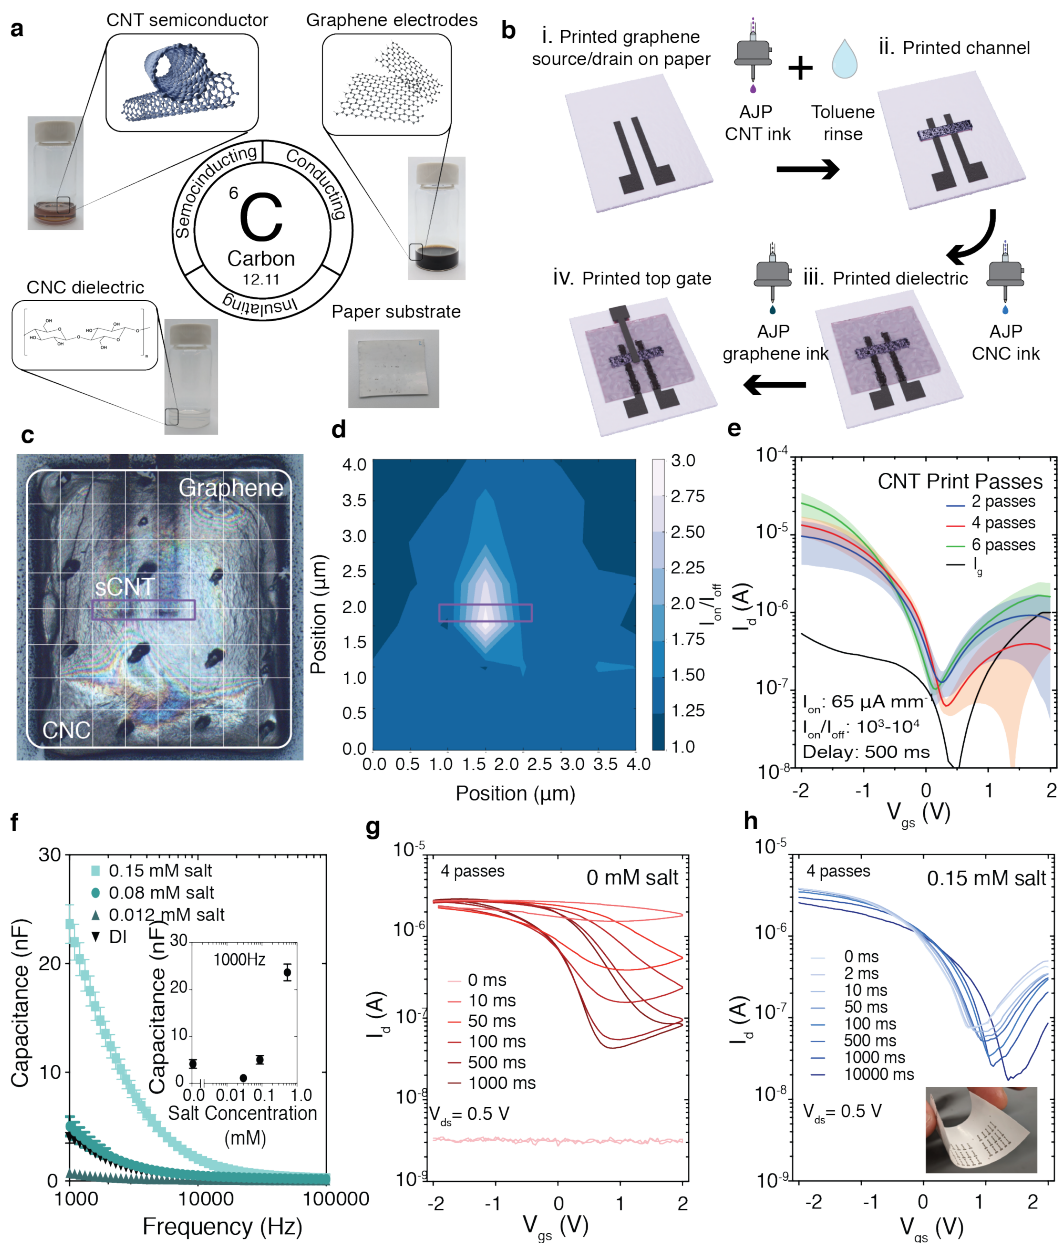 a
CNT semiconductor
Graphene electrodes
Semocinducting
Conducting
Insulating
6
C
Carbon
12.11
CNC dielectric
Paper substrate
b
i. Printed graphene
source/drain on paper
AJP
CNT ink
+
Toluene
rinse
ii. Printed channel
iv. Printed top gate
AJP
graphene ink
iii. Printed dielectric
AJP
CNC ink
c
Graphene
sCNT
CNC
d
4.0
3.5
3.0
2.5
2.0
1.5
1.0
0.5
0.0
Position (µm)
0.0 0.5 1.0 1.5 1.2 2.5 2.0 3.5 4.0
Position (µm)
3.0
2.75
2.50
2.25
2.0
1.75
1.50
1.25
1.0
Ion/Ioff
e
10-4
10-5
10-6
10-7
10-8
Id (A)
CNT Print Passes
2 passes
4 passes
6 passes
Ig
Ion: 65 µA mm-
Ion/Ioff: 10³-10⁴
Delay: 500 ms
-2 -1 0 1 2
Vgs (V)
f
30
20
10
0
Capacitance (nF)
0.15 mM salt
0.08 mM salt
0.012 mM salt
DI
30
20
10
0
Capacitance (nF)
1000Hz
0.0 0.01 0.1 1.0
Salt Concentration
(mM)
1000 10000 100000
Frequency (Hz)
g
10-5
10-6
10-7
10-8
10-9
Id (A)
4 passes
0 mM salt
0 ms
10 ms
50 ms
100 ms
500 ms
1000 ms
Vds= 0.5 V
-2 -1 0 1 2
Vgs (V)
h
10-5
10-6
10-7
10-8
10-9
Id (A)
4 passes
0.15 mM salt
0 ms
2 ms
10 ms
50 ms
100 ms
500 ms
1000 ms
10000 ms
Vds= 0.5 V
-2 -1 0 1 2
Vgs (V)